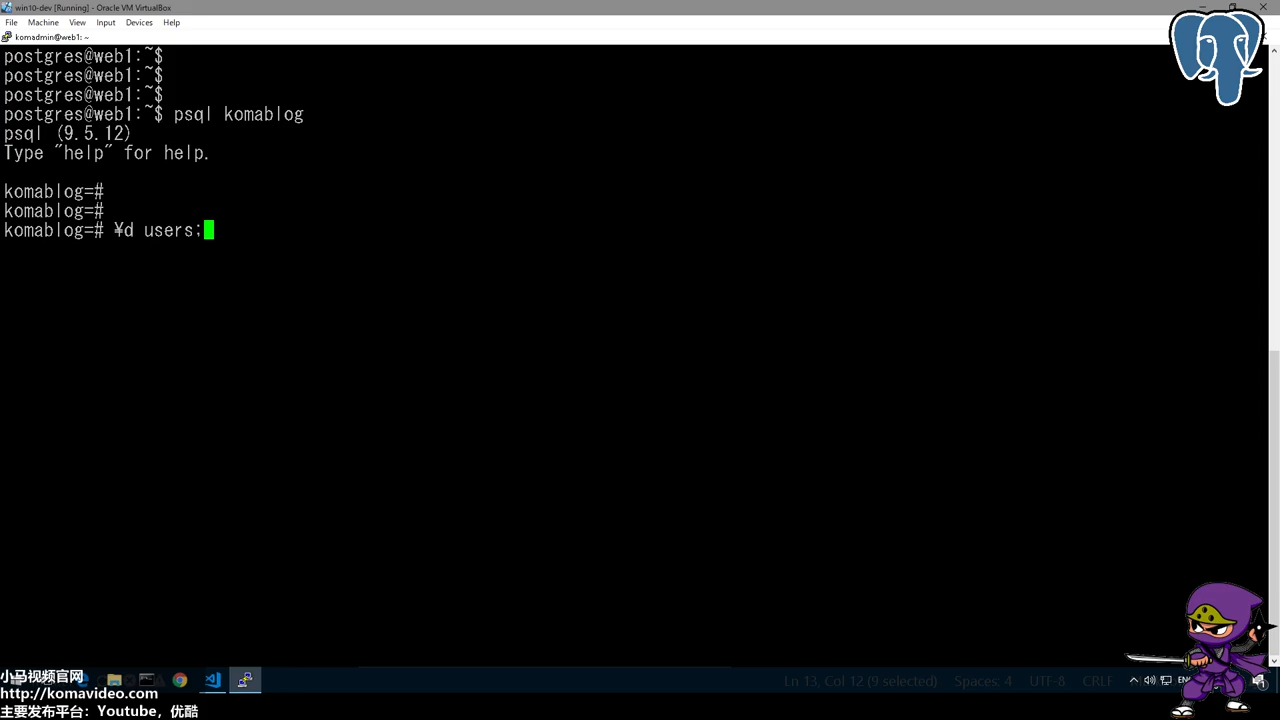 win10-dev [Running] - Oracle VM VirtualBox
File Machine View Input Devices Help
komadmin@web1: ~
postgres@web1:~$
postgres@web1:~$
postgres@web1:~$
postgres@web1:~$ psql komablog
psql (9.5.12)
Type "help" for help.
komablog=#
komablog=#
komablog=# ¥d users;
Ln 13, Col 12 (9 selected) Spaces: 4 UTF-8 CRLF
小马视频官网
http://komavideo.com
主要发布平台：Youtube，优酷